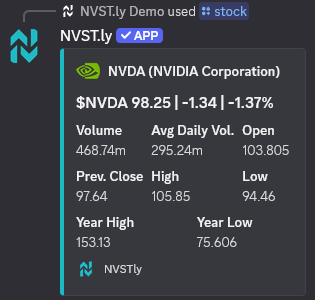 NVST.ly Demo used stock
NVST.ly APP
NVDA (NVIDIA Corporation)
$NVDA 98.25 | -1.34 | -1.37%
Volume Avg Daily Vol. Open
468.74m 295.24m 103.805
Prev. Close High Low
97.64 105.85 94.46
Year High Year Low
153.13 75.606
NVSTly